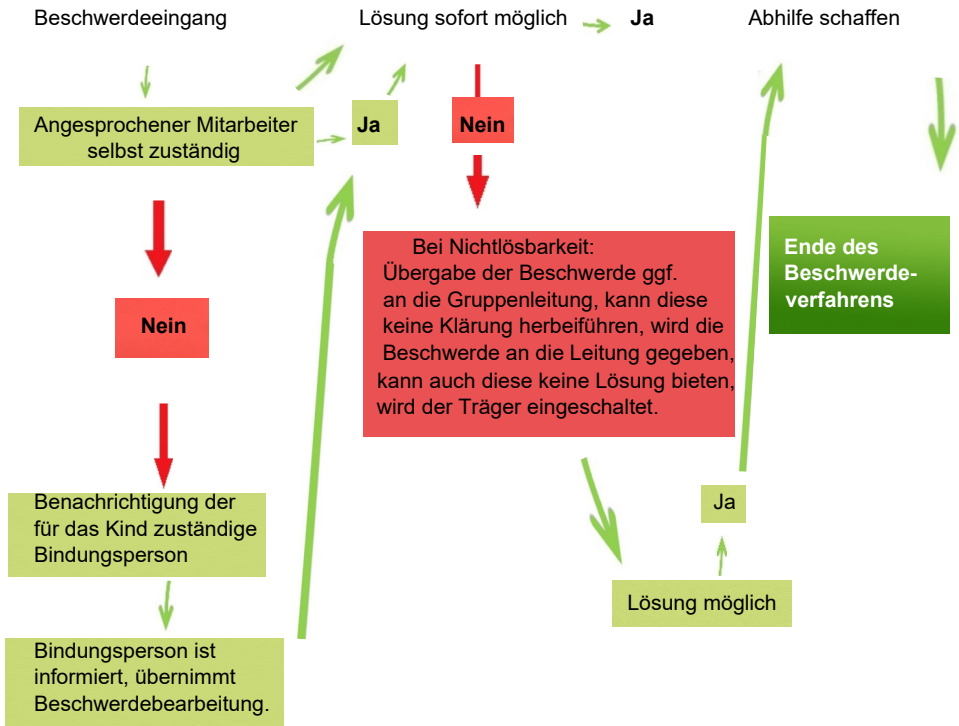 Beschwerdeeingang
Lösung sofort möglich
Ja
Abhilfe schaffen
Angesprochener Mitarbeiter
selbst zuständig
Ja
Nein
Nein
Bei Nichtlösbarkeit:
Übergabe der Beschwerde ggf.
an die Gruppenleitung, kann diese
keine Klärung herbeiführen, wird die
Beschwerde an die Leitung gegeben,
kann auch diese keine Lösung bieten,
wird der Träger eingeschaltet.
Ende des
Beschwerde-
verfahrens
Benachrichtigung der
für das Kind zuständige
Bindungsperson
Ja
Lösung möglich
Bindungsperson ist
informiert, übernimmt
Beschwerdebearbeitung.